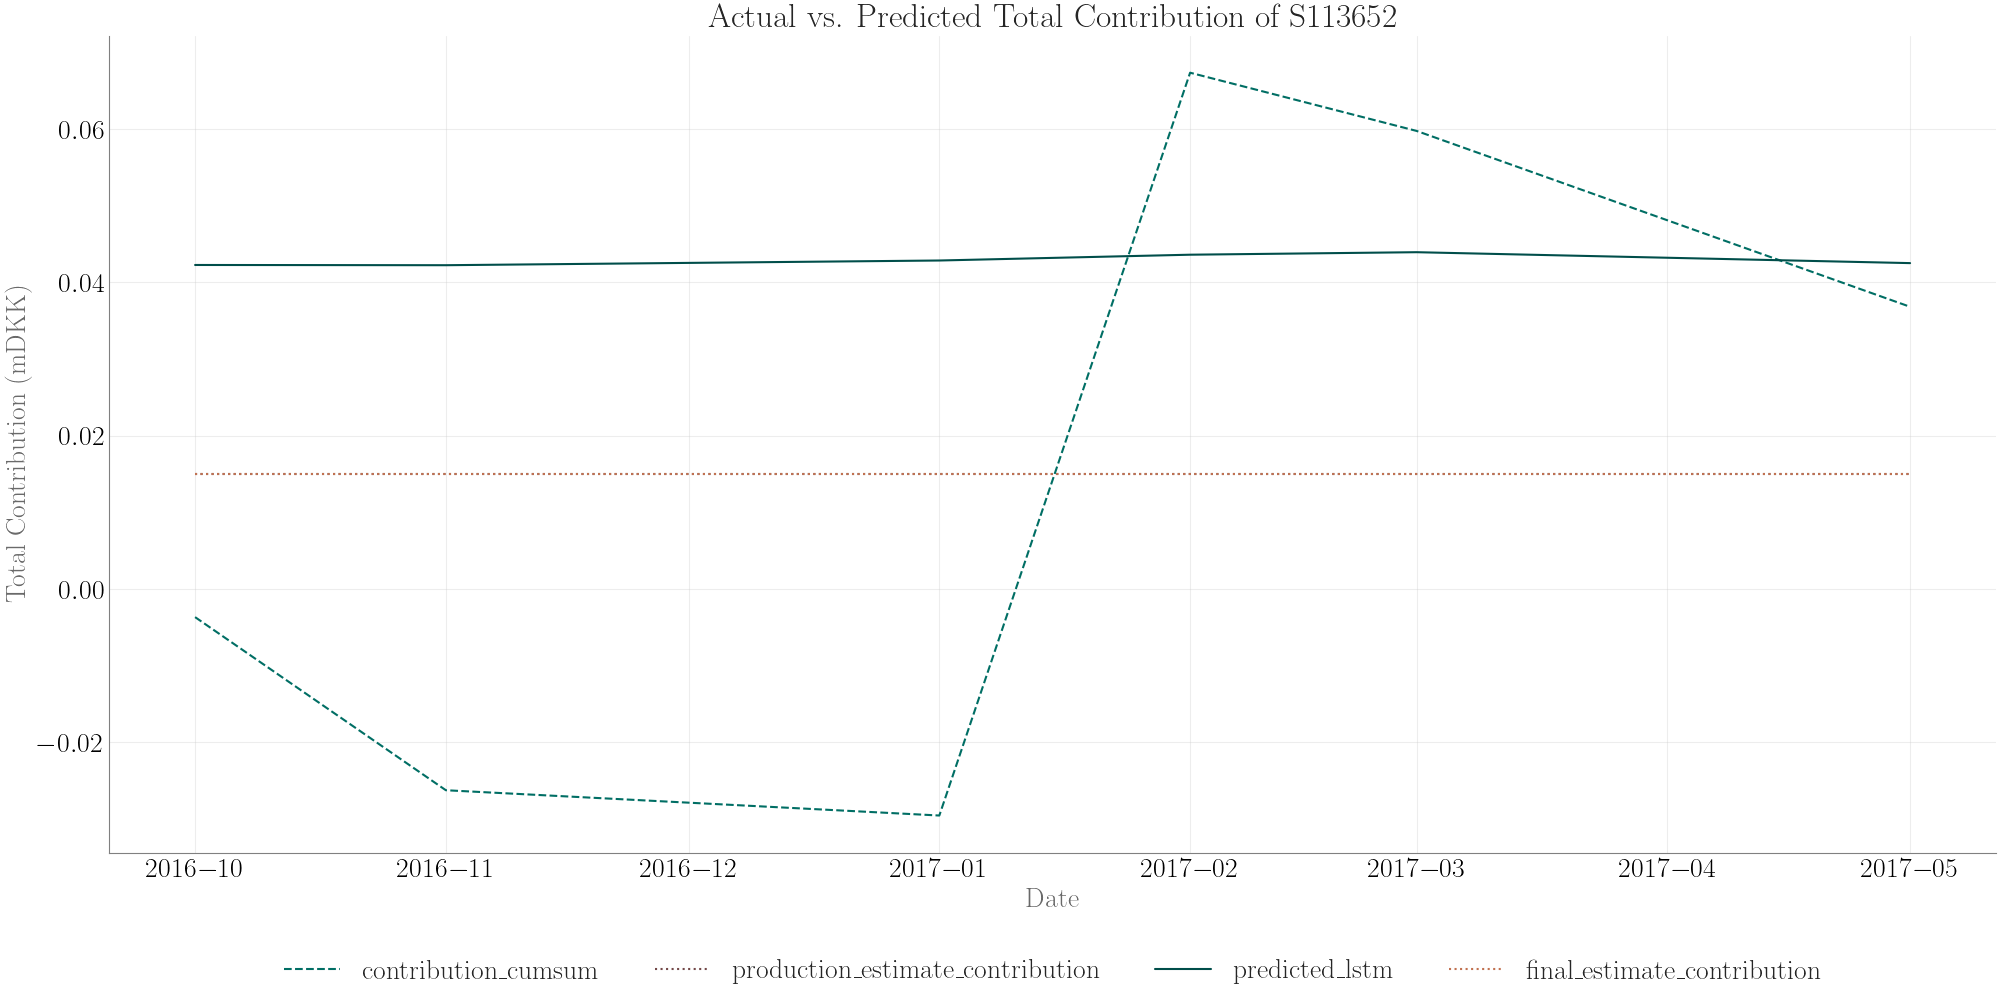 Actual vs. Predicted Total Contribution of S113652
Total Contribution (mDKK)
0.06
0.04
0.02
0.00
−0.02
2016−10 2016−11 2016−12 2017−01 2017−02 2017−03 2017−04 2017−05
Date
contribution_cumsum production_estimate_contribution predicted_lstm final_estimate_contribution